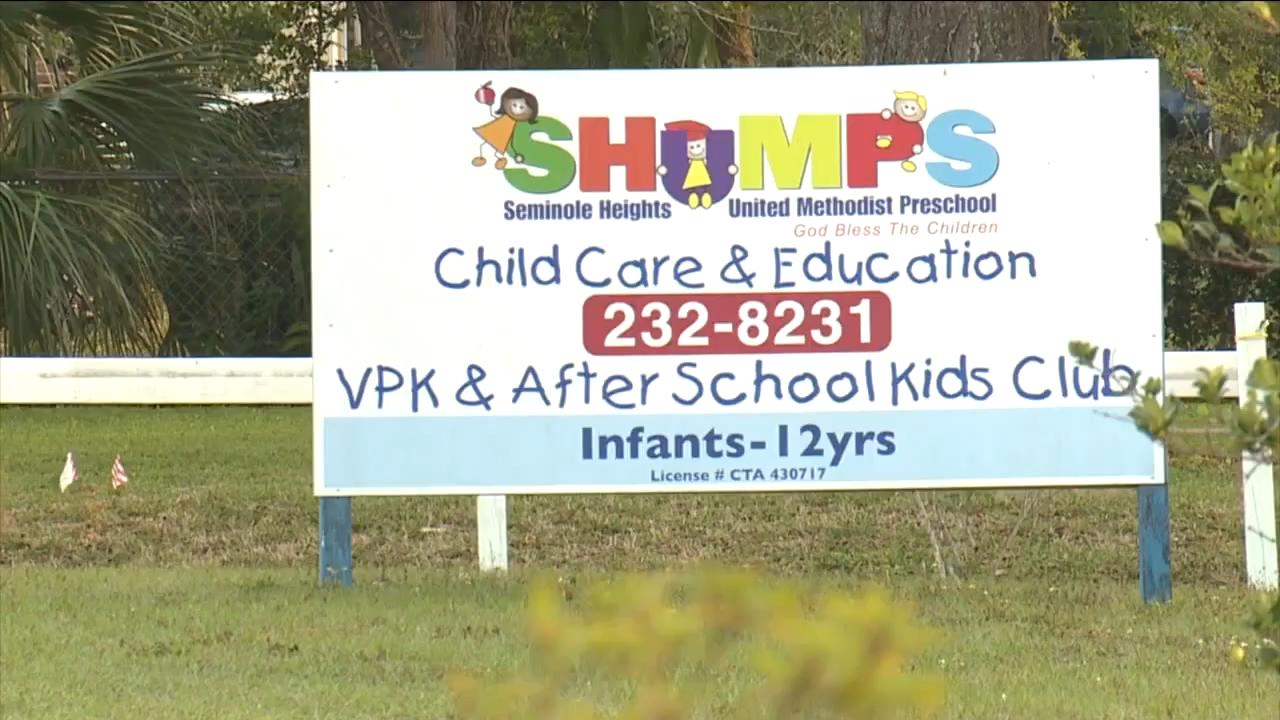 SHUMPS
Seminole Heights United Methodist Preschool
God Bless The Children
Child Care & Education
232-8231
VPK & After School Kids Club
Infants-12yrs
License # CTA 430717